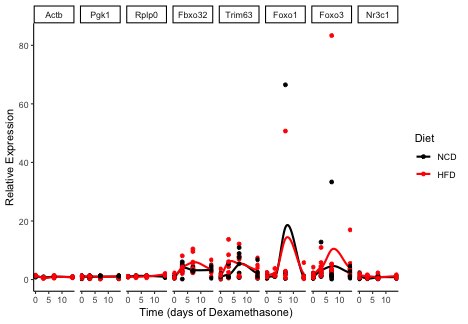 Actb Pgk1 Rplp0 Fbxo32 Trim63 Foxo1 Foxo3 Nr3c1
80
60
40
20
0
Relative Expression
0 5 10 0 5 10 0 5 10 0 5 10 0 5 10 0 5 10 0 5 10 0 5 10
Time (days of Dexamethasone)
Diet
NCD
HFD